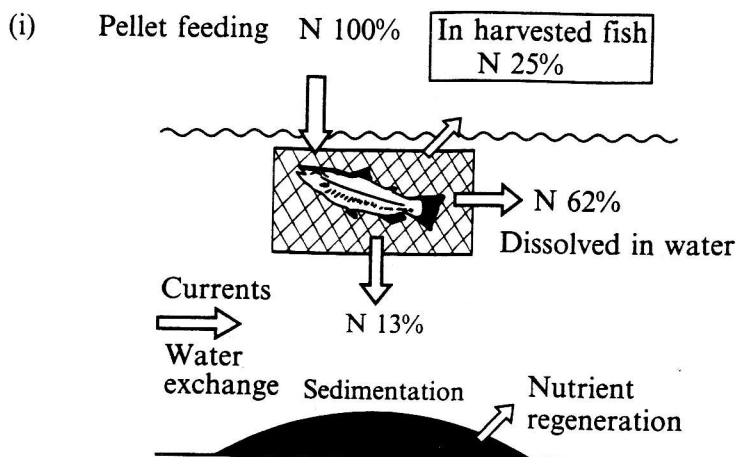 (i) Pellet feeding N 100%
In harvested fish
N 25%
N 62%
Dissolved in water
N 13%
Currents
Water
exchange
Sedimentation
Nutrient
regeneration